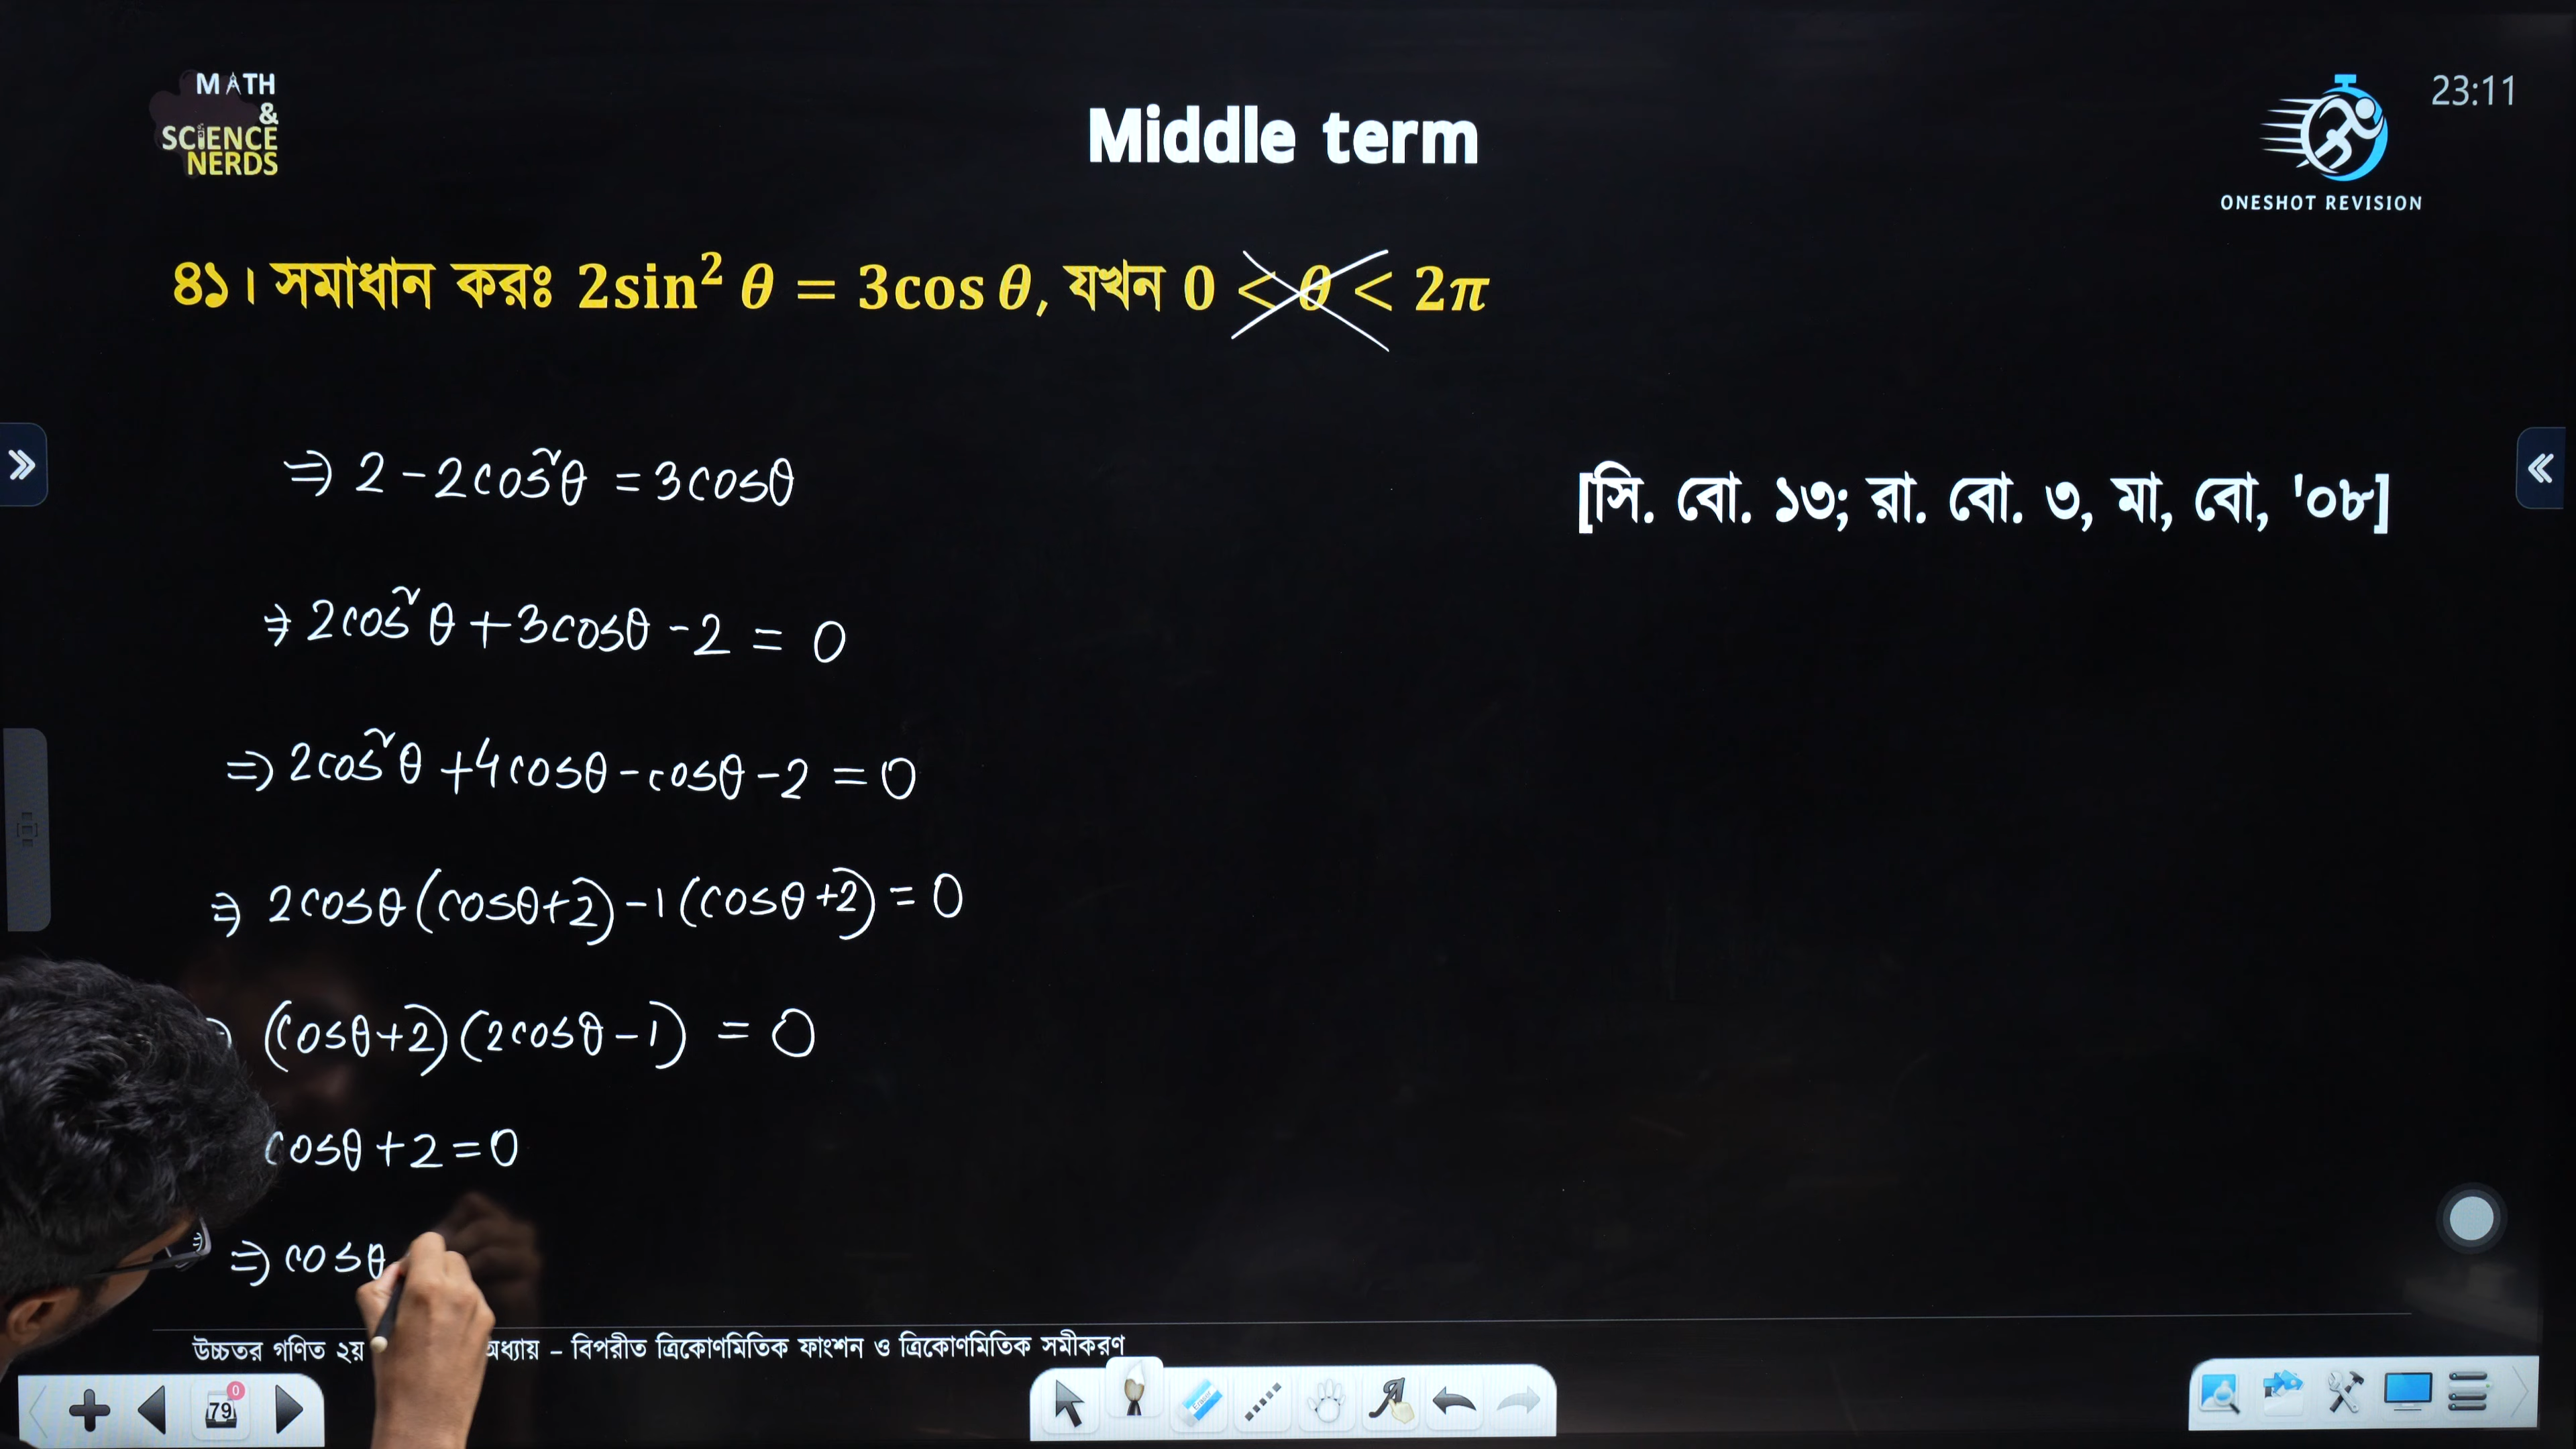 MATH
&
SCIENCE
NERDS
Middle term
23:11
ONESHOT REVISION
৪১। সমাধান করঃ 2sin² θ = 3cos θ, যখন 0 < θ < 2π
⇒ 2 - 2cos²θ = 3cosθ
[সি. বো. ১৩; রা. বো. ৩, মা, বো, '০৮]
⇒ 2cos²θ + 3cosθ - 2 = 0
⇒ 2cos²θ + 4cosθ - cosθ - 2 = 0
⇒ 2cosθ(cosθ+2) - 1(cosθ+2) = 0
(cosθ+2)(2cosθ-1) = 0
cosθ + 2 = 0
⇒ cosθ
উচ্চতর গণিত ২য় অধ্যায় – বিপরীত ত্রিকোণমিতিক ফাংশন ও ত্রিকোণমিতিক সমীকরণ
0
79